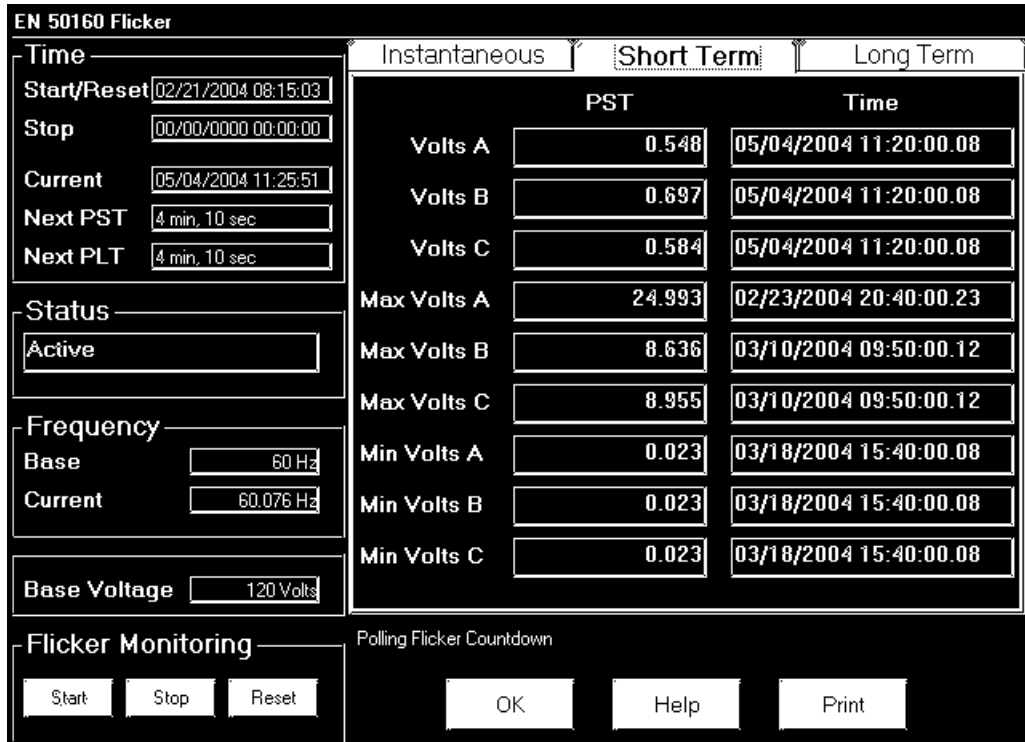 EN 50160 Flicker
Time
Start/Reset 02/21/2004 08:15:03
Stop 00/00/0000 00:00:00
Current 05/04/2004 11:25:51
Next PST 4 min, 10 sec
Next PLT 4 min, 10 sec
Status
Active
Frequency
Base 60 Hz
Current 60.076 Hz
Base Voltage 120 Volts
Flicker Monitoring
Start Stop Reset
Instantaneous Short Term Long Term
PST Time
Volts A 0.548 05/04/2004 11:20:00.08
Volts B 0.697 05/04/2004 11:20:00.08
Volts C 0.584 05/04/2004 11:20:00.08
Max Volts A 24.993 02/23/2004 20:40:00.23
Max Volts B 8.636 03/10/2004 09:50:00.12
Max Volts C 8.955 03/10/2004 09:50:00.12
Min Volts A 0.023 03/18/2004 15:40:00.08
Min Volts B 0.023 03/18/2004 15:40:00.08
Min Volts C 0.023 03/18/2004 15:40:00.08
Polling Flicker Countdown
OK Help Print